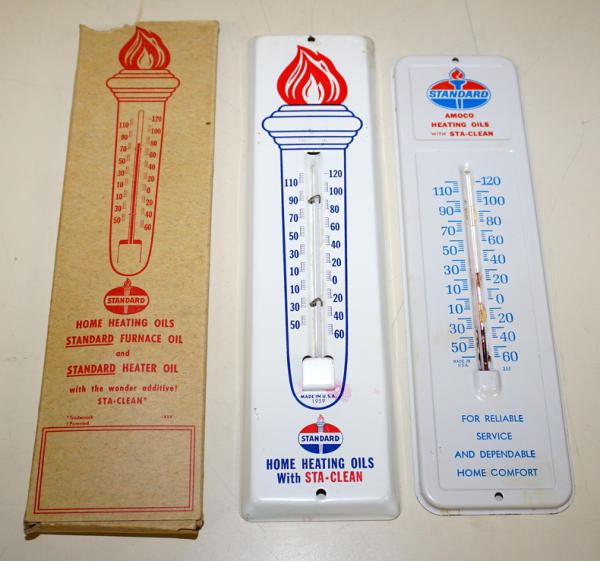 110 120
90 100
70 80
50 60
30 40
10 20
10 0
30 20
50 40
60
STANDARD
HOME HEATING OILS
STANDARD FURNACE OIL
and
STANDARD HEATER OIL
with the wonder additive†
STA-CLEAN*
*Trademark 1959
†Patented
110 120
90 100
70 80
50 60
30 40
10 20
10 0
30 20
50 40
60
MADE IN U.S.A.
1959
STANDARD
HOME HEATING OILS
With STA-CLEAN
STANDARD
AMOCO
HEATING OILS
WITH STA-CLEAN
110 120
90 100
70 80
50 60
30 40
10 20
10 0
30 20
50 40
60
MADE IN
U.S.A.
FOR RELIABLE
SERVICE
AND DEPENDABLE
HOME COMFORT